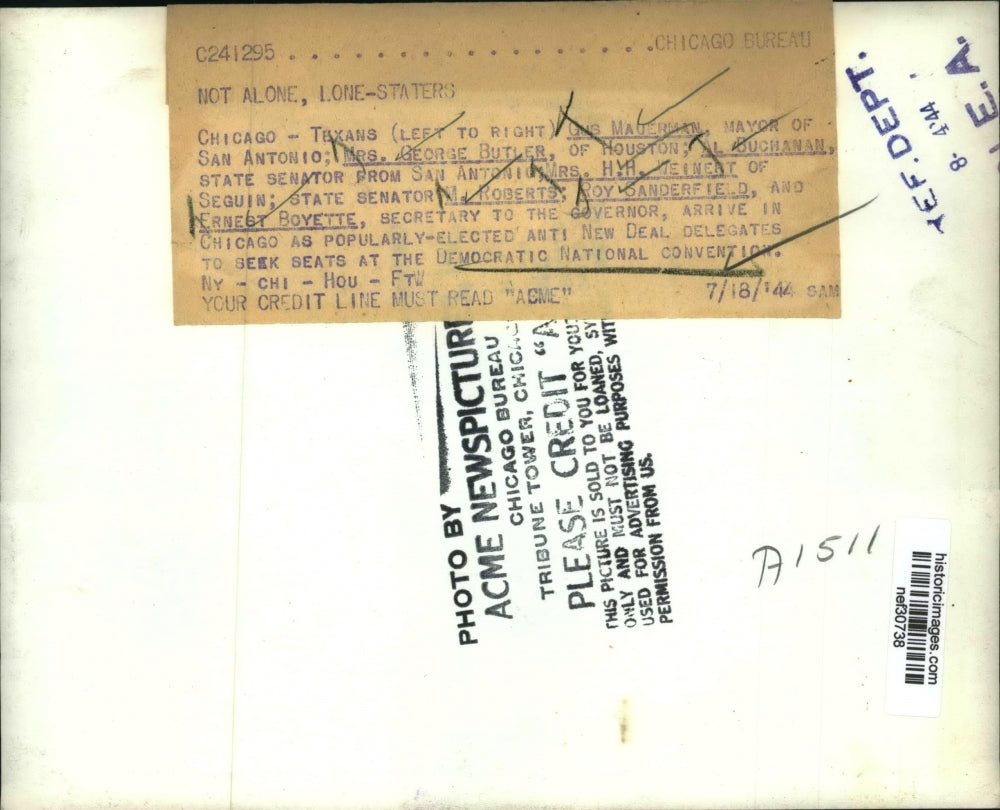 C241295 . . . . . . . . . . . . . . . . . . . . . CHICAGO BUREAU
NOT ALONE, LONE-STATERS
CHICAGO - TEXANS (LEFT TO RIGHT) GUS MAUERMAN, MAYOR OF
SAN ANTONIO; MRS. GEORGE BUTLER, OF HOUSTON; AL BUCHANAN,
STATE SENATOR FROM SAN ANTONIO; MRS. H.H. WEINERT OF
SEGUIN; STATE SENATOR M. ROBERTS; ROY SANDERFIELD, AND
ERNEST BOYETTE, SECRETARY TO THE GOVERNOR, ARRIVE IN
CHICAGO AS POPULARLY-ELECTED ANTI NEW DEAL DELEGATES
TO SEEK SEATS AT THE DEMOCRATIC NATIONAL CONVENTION.
NY - CHI - HOU - FTW
YOUR CREDIT LINE MUST READ "ACME" 7/18/'44 SAM
REF. DEPT.
8. 4'44
E. A.
PHOTO BY
ACME NEWSPICTUR
CHICAGO BUREAU
TRIBUNE TOWER, CHICAG
PLEASE CREDIT "A
THIS PICTURE IS SOLD TO YOU FOR YOU
ONLY AND MUST NOT BE LOANED, SY
USED FOR ADVERTISING PURPOSES WIT
PERMISSION FROM US.
A1511
historicimages.com
nef30738